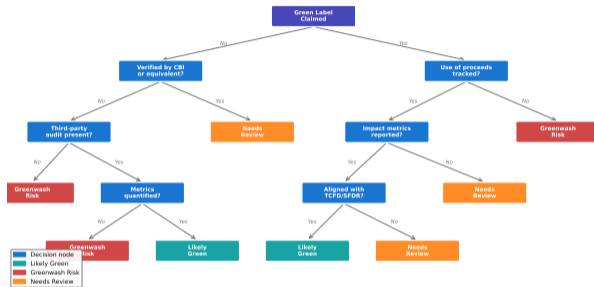 Green Label
Claimed
No
Yes
Verified by CBI
or equivalent?
Use of proceeds
tracked?
No
Yes
Yes
No
Third-party
audit present?
Needs
Review
Impact metrics
reported?
Greenwash
Risk
No
Yes
Yes
No
Greenwash
Risk
Metrics
quantified?
Aligned with
TCFD/SFDR?
Needs
Review
No
Yes
Yes
No
Greenwash
Risk
Likely
Green
Likely
Green
Needs
Review
Decision node
Likely Green
Greenwash Risk
Needs Review